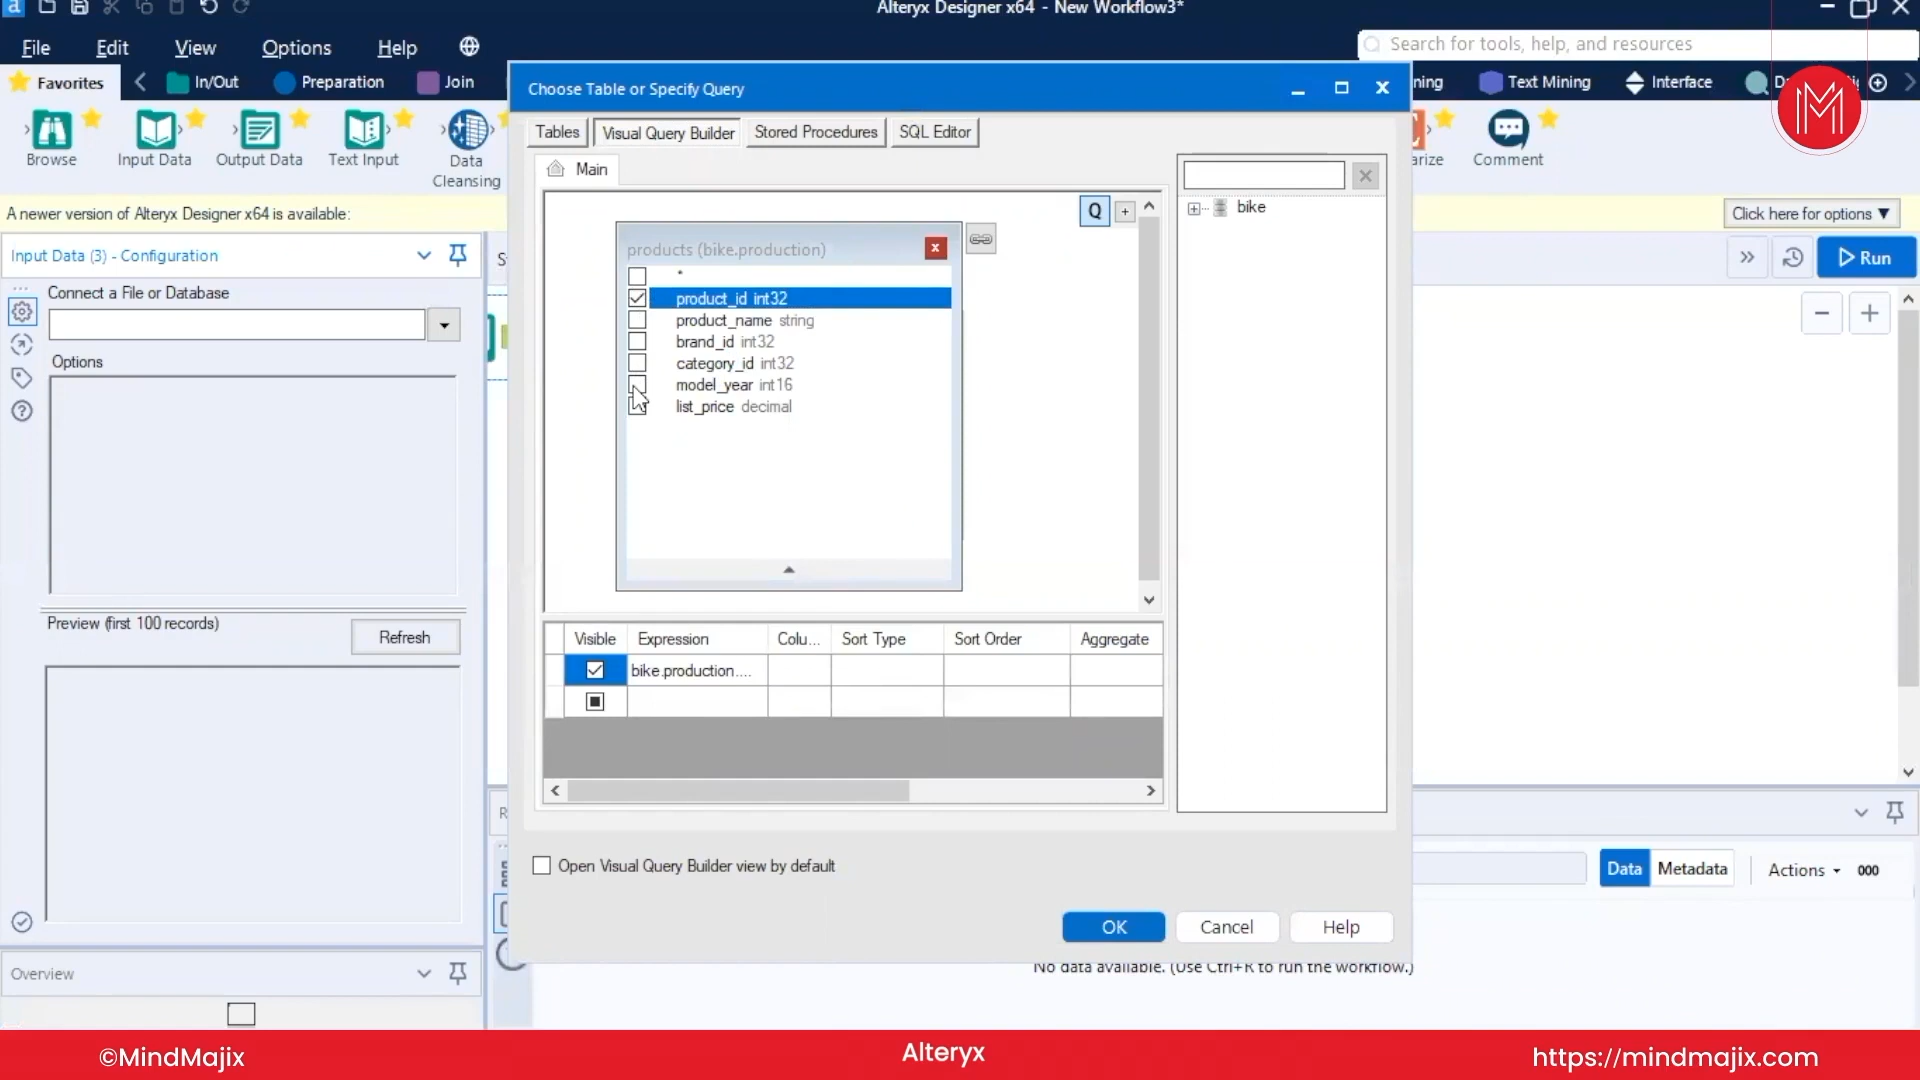 Alteryx Designer x64 - New Workflow3*
File Edit View Options Help
Search for tools, help, and resources
Favorites In/Out Preparation Join
Text Mining Interface
Browse Input Data Output Data Text Input Data Cleansing
Comment
A newer version of Alteryx Designer x64 is available:
Click here for options ▼
Input Data (3) - Configuration
Run
Connect a File or Database
Options
Preview (first 100 records)
Refresh
Overview
Choose Table or Specify Query
Tables Visual Query Builder Stored Procedures SQL Editor
Main
Q +
bike
products (bike.production)
*
product_id int32
product_name string
brand_id int32
category_id int32
model_year int16
list_price decimal
Visible Expression Colu... Sort Type Sort Order Aggregate
bike.production....
Open Visual Query Builder view by default
OK Cancel Help
Data Metadata Actions 000
No data available. (Use Ctrl+R to run the workflow.)
©MindMajix
Alteryx
https://mindmajix.com